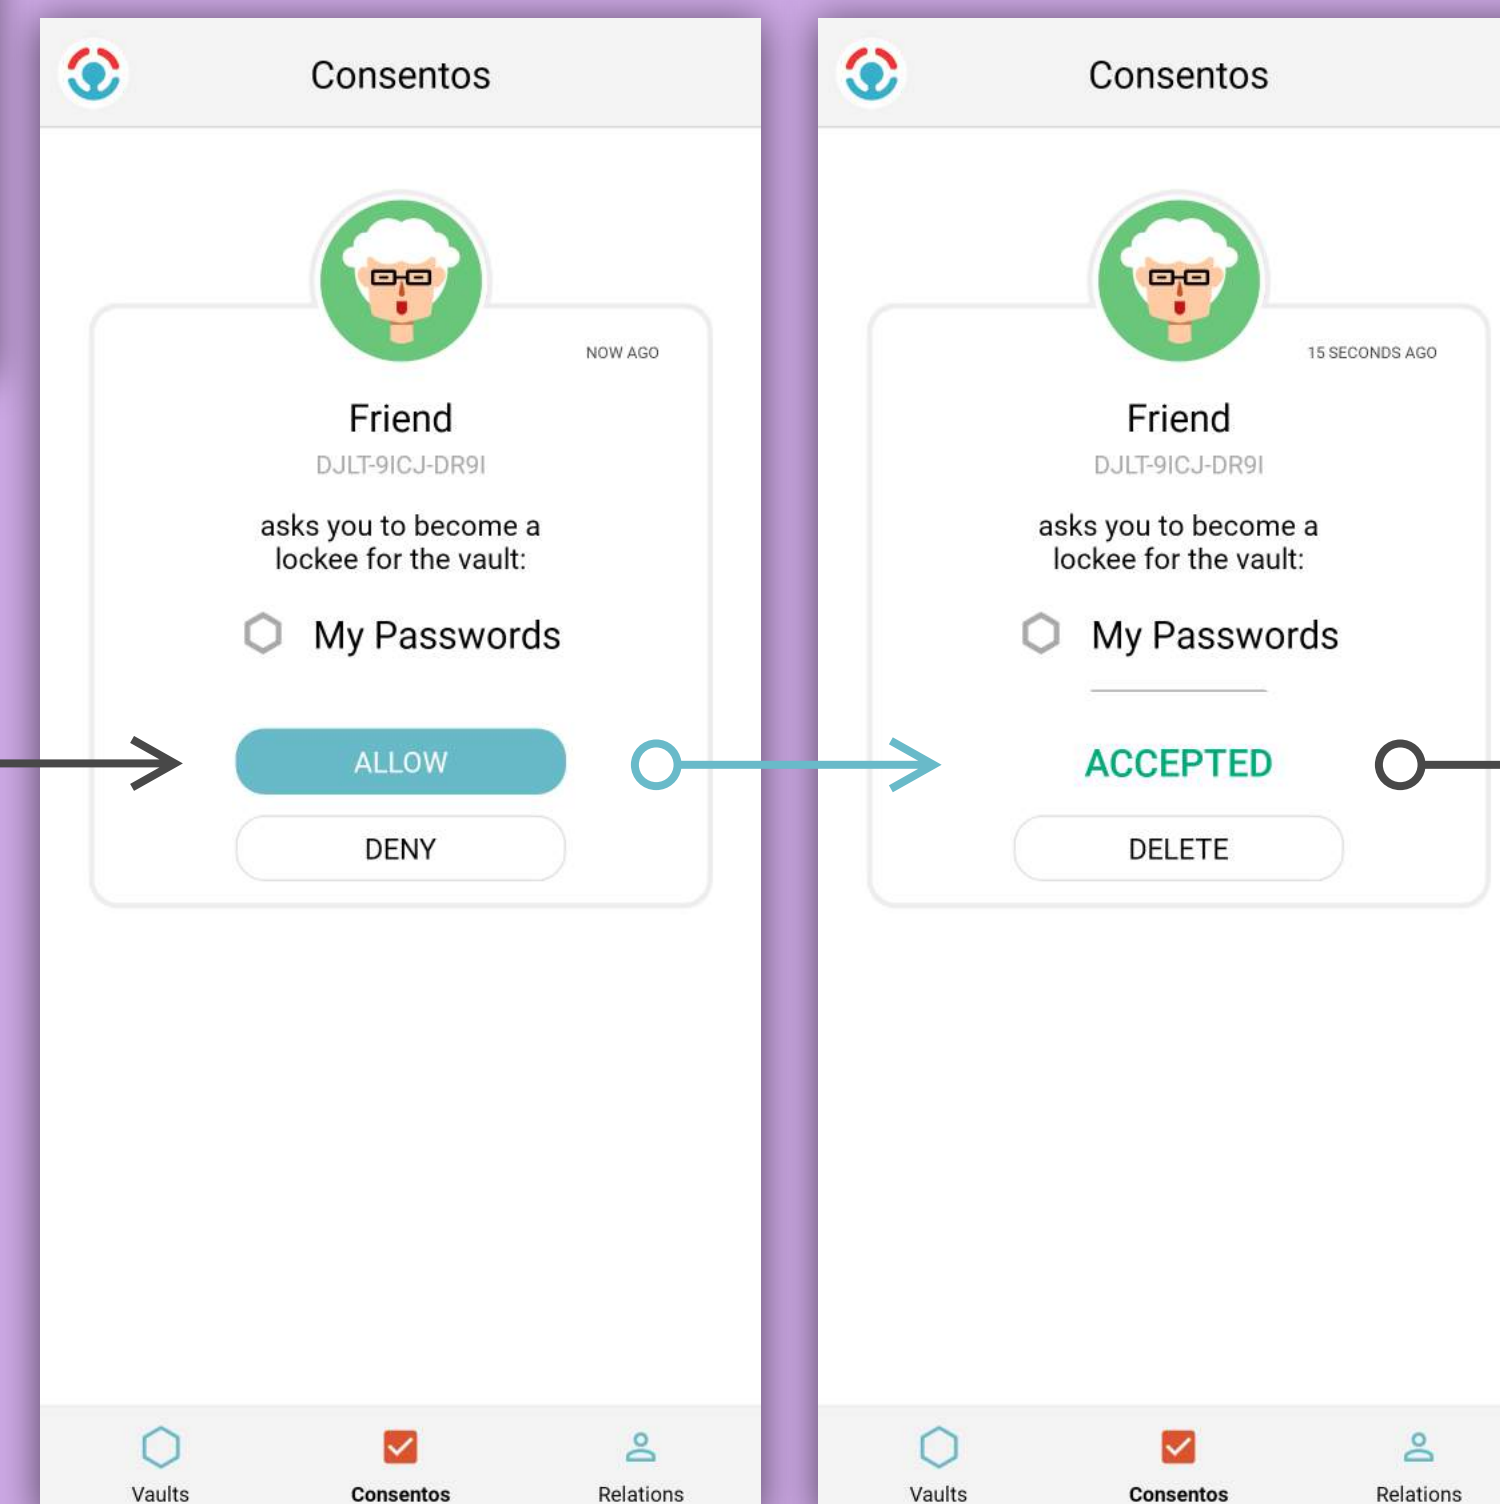 Consentos
NOW AGO
Friend
DJLT-9ICJ-DR9I
asks you to become a
lockee for the vault:
My Passwords
ALLOW
DENY
Vaults
Consentos
Relations
Consentos
15 SECONDS AGO
Friend
DJLT-9ICJ-DR9I
asks you to become a
lockee for the vault:
My Passwords
ACCEPTED
DELETE
Vaults
Consentos
Relations